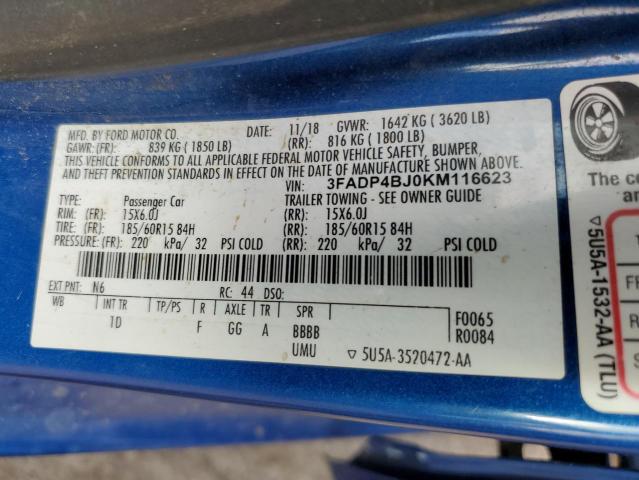 MFD. BY FORD MOTOR CO. DATE: 11/18 GVWR: 1642 KG ( 3620 LB)
GAWR: (FR): 839 KG ( 1850 LB) (RR): 816 KG ( 1800 LB)
THIS VEHICLE CONFORMS TO ALL APPLICABLE FEDERAL MOTOR VEHICLE SAFETY, BUMPER,
AND THEFT PREVENTION STANDARDS IN EFFECT ON THE DATE OF MANUFACTURE SHOWN ABOVE.
VIN: 3FADP4BJ0KM116623
TYPE: Passenger Car TRAILER TOWING - SEE OWNER GUIDE
RIM: (FR): 15X6.0J (RR): 15X6.0J
TIRE: (FR): 185/60R15 84H (RR): 185/60R15 84H
PRESSURE: (FR): 220 kPa/ 32 PSI COLD (RR): 220 kPa/ 32 PSI COLD
EXT PNT: N6 RC: 44 DSO:
WB INT TR TP/PS R AXLE TR SPR
1D F GG A BBBB F0065
UMU R0084
▽5U5A-3520472-AA
The co
an
▽5U5A-1532-AA (TLU)
FR
R
S